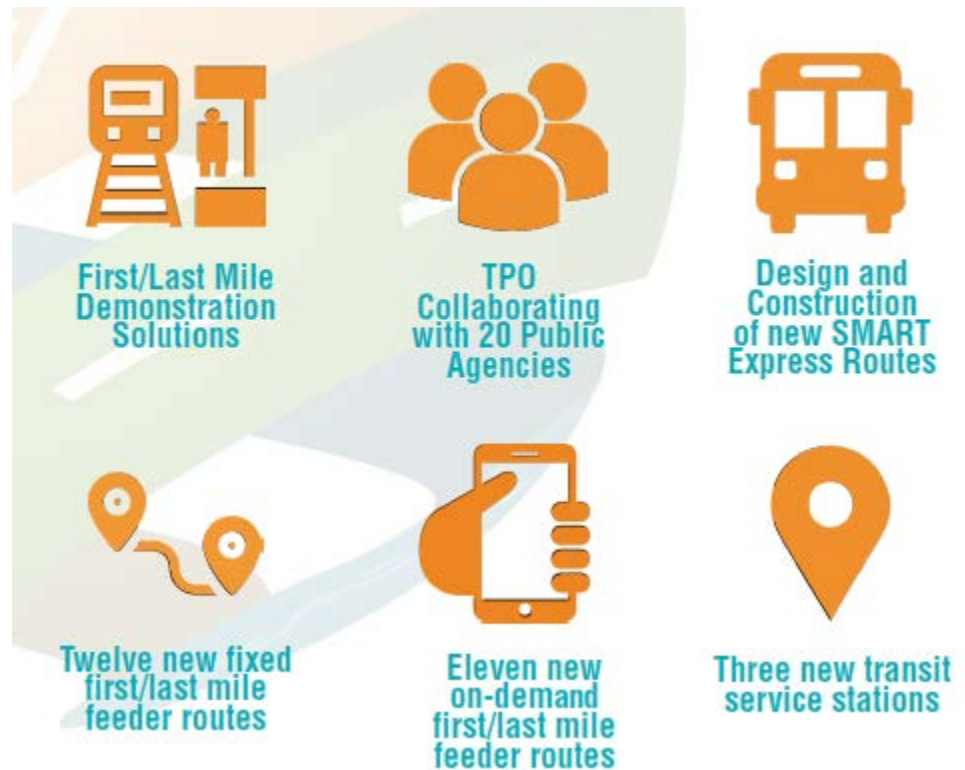 First/Last Mile
Demonstration
Solutions
TPO
Collaborating
with 20 Public
Agencies
Design and
Construction
of new SMART
Express Routes
Twelve new fixed
first/last mile
feeder routes
Eleven new
on-demand
first/last mile
feeder routes
Three new transit
service stations